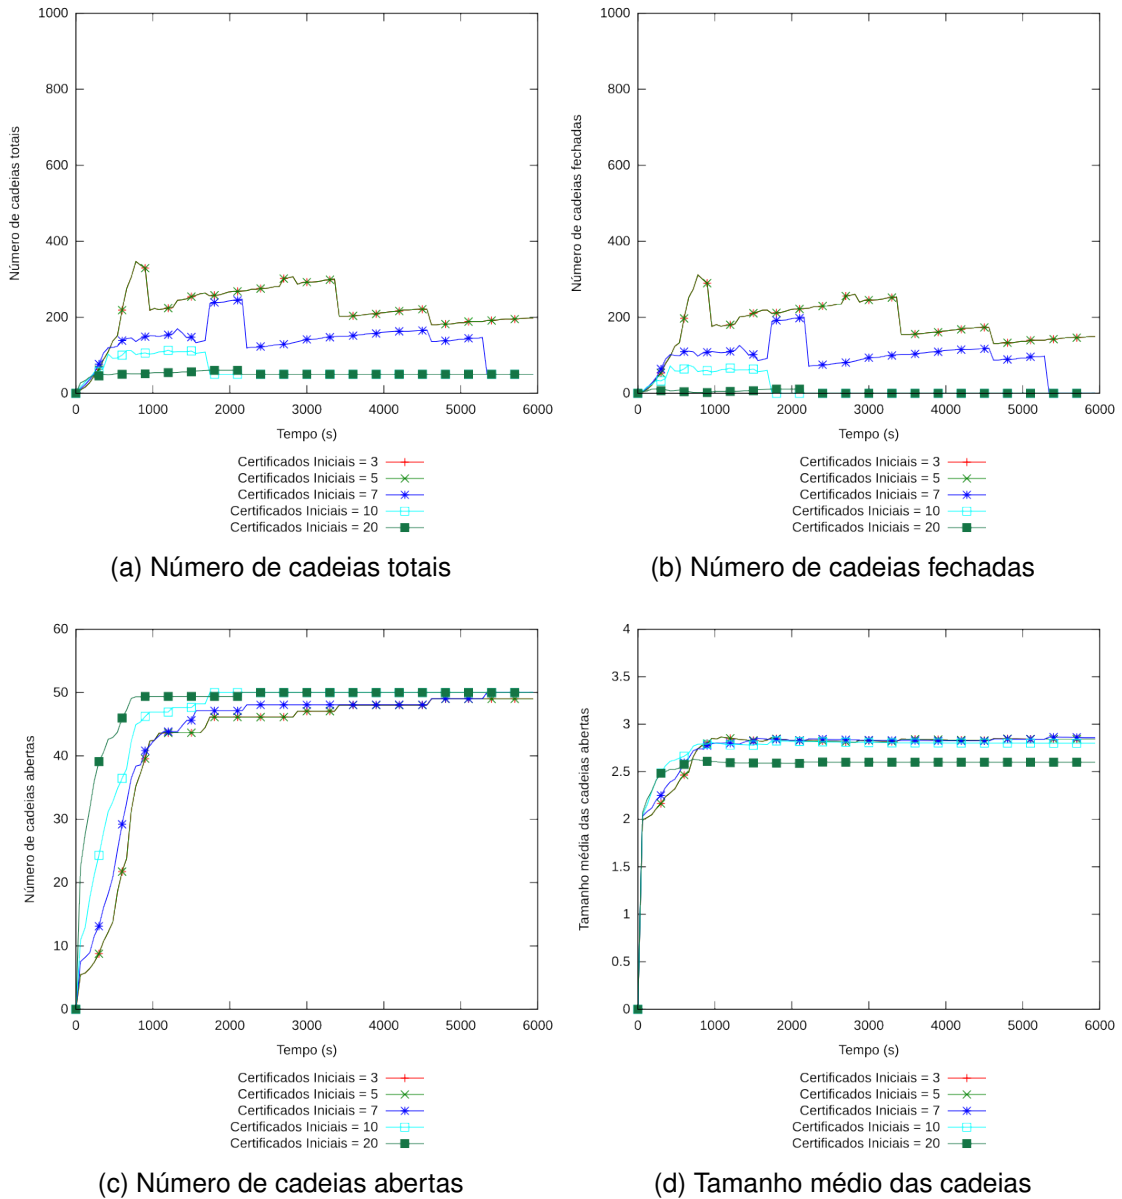 1000
800
600
400
200
0
Número de cadeias totais
0 1000 2000 3000 4000 5000 6000
Tempo (s)
Certificados Iniciais = 3
Certificados Iniciais = 5
Certificados Iniciais = 7
Certificados Iniciais = 10
Certificados Iniciais = 20
(a) Número de cadeias totais
1000
800
600
400
200
0
Número de cadeias fechadas
0 1000 2000 3000 4000 5000 6000
Tempo (s)
Certificados Iniciais = 3
Certificados Iniciais = 5
Certificados Iniciais = 7
Certificados Iniciais = 10
Certificados Iniciais = 20
(b) Número de cadeias fechadas
60
50
40
30
20
10
0
Número de cadeias abertas
0 1000 2000 3000 4000 5000 6000
Tempo (s)
Certificados Iniciais = 3
Certificados Iniciais = 5
Certificados Iniciais = 7
Certificados Iniciais = 10
Certificados Iniciais = 20
(c) Número de cadeias abertas
4
3.5
3
2.5
2
1.5
1
0.5
0
Tamanho média das cadeias abertas
0 1000 2000 3000 4000 5000 6000
Tempo (s)
Certificados Iniciais = 3
Certificados Iniciais = 5
Certificados Iniciais = 7
Certificados Iniciais = 10
Certificados Iniciais = 20
(d) Tamanho médio das cadeias